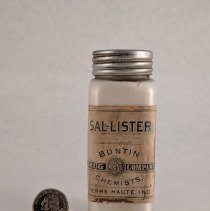 SAL-LISTER
BUNTIN
DRUG COMPANY
CHEMISTS.
TERRE HAUTE, IND.